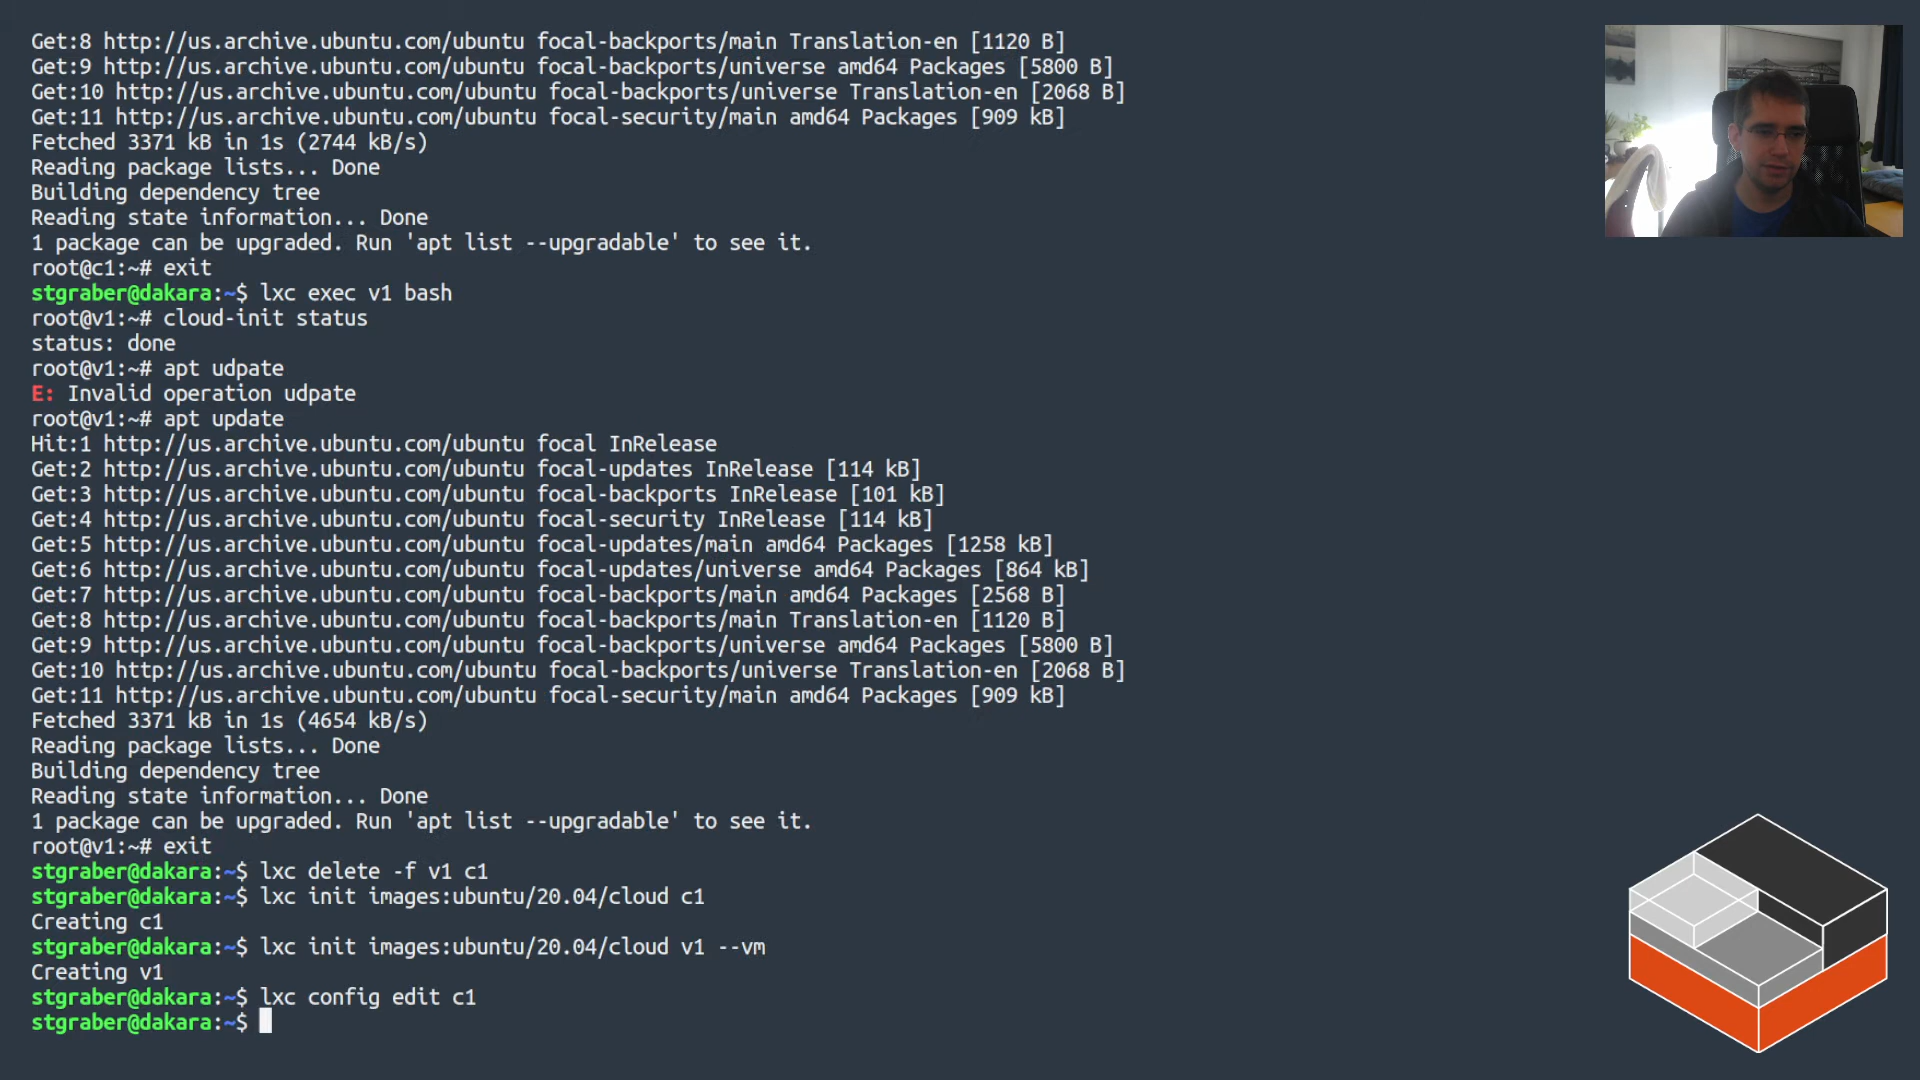 Get:8 http://us.archive.ubuntu.com/ubuntu focal-backports/main Translation-en [1120 B]
Get:9 http://us.archive.ubuntu.com/ubuntu focal-backports/universe amd64 Packages [5800 B]
Get:10 http://us.archive.ubuntu.com/ubuntu focal-backports/universe Translation-en [2068 B]
Get:11 http://us.archive.ubuntu.com/ubuntu focal-security/main amd64 Packages [909 kB]
Fetched 3371 kB in 1s (2744 kB/s)
Reading package lists... Done
Building dependency tree
Reading state information... Done
1 package can be upgraded. Run 'apt list --upgradable' to see it.
root@c1:~# exit
stgraber@dakara:~$ lxc exec v1 bash
root@v1:~# cloud-init status
status: done
root@v1:~# apt udpate
E: Invalid operation udpate
root@v1:~# apt update
Hit:1 http://us.archive.ubuntu.com/ubuntu focal InRelease
Get:2 http://us.archive.ubuntu.com/ubuntu focal-updates InRelease [114 kB]
Get:3 http://us.archive.ubuntu.com/ubuntu focal-backports InRelease [101 kB]
Get:4 http://us.archive.ubuntu.com/ubuntu focal-security InRelease [114 kB]
Get:5 http://us.archive.ubuntu.com/ubuntu focal-updates/main amd64 Packages [1258 kB]
Get:6 http://us.archive.ubuntu.com/ubuntu focal-updates/universe amd64 Packages [864 kB]
Get:7 http://us.archive.ubuntu.com/ubuntu focal-backports/main amd64 Packages [2568 B]
Get:8 http://us.archive.ubuntu.com/ubuntu focal-backports/main Translation-en [1120 B]
Get:9 http://us.archive.ubuntu.com/ubuntu focal-backports/universe amd64 Packages [5800 B]
Get:10 http://us.archive.ubuntu.com/ubuntu focal-backports/universe Translation-en [2068 B]
Get:11 http://us.archive.ubuntu.com/ubuntu focal-security/main amd64 Packages [909 kB]
Fetched 3371 kB in 1s (4654 kB/s)
Reading package lists... Done
Building dependency tree
Reading state information... Done
1 package can be upgraded. Run 'apt list --upgradable' to see it.
root@v1:~# exit
stgraber@dakara:~$ lxc delete -f v1 c1
stgraber@dakara:~$ lxc init images:ubuntu/20.04/cloud c1
Creating c1
stgraber@dakara:~$ lxc init images:ubuntu/20.04/cloud v1 --vm
Creating v1
stgraber@dakara:~$ lxc config edit c1
stgraber@dakara:~$